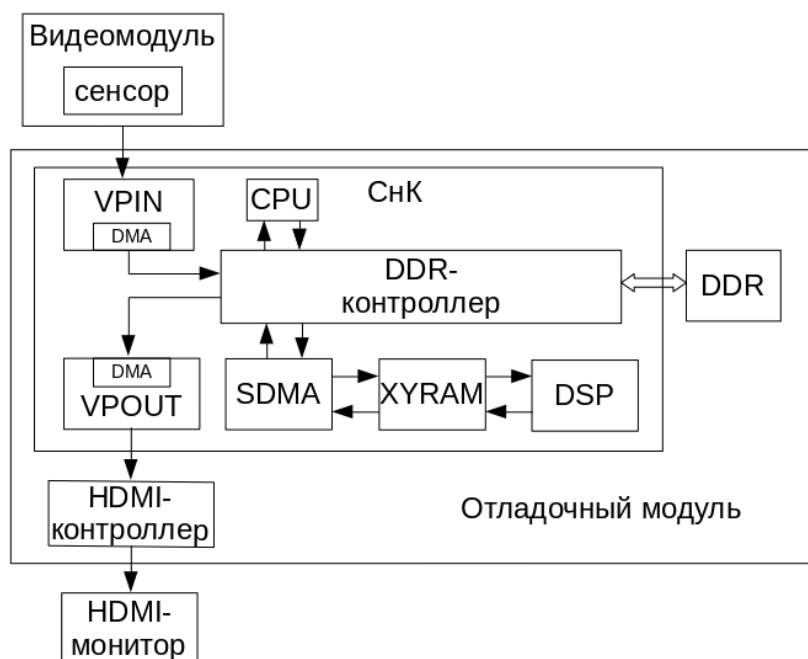 Видеомодуль
сенсор
VPIN
DMA
CPU
СнК
DDR-
контроллер
DDR
DMA
VPOUT
SDMA
XYRAM
DSP
HDMI-
контроллер
Отладочный модуль
HDMI-
монитор